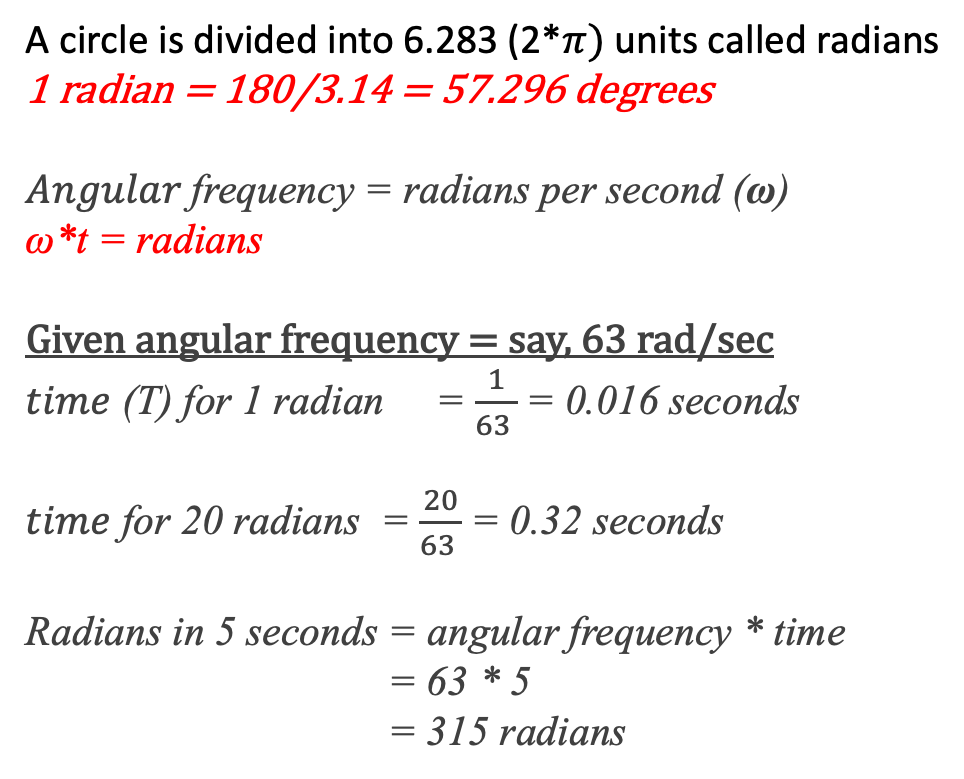 A circle is divided into 6.283 (2*π) units called radians
1 radian = 180/3.14 = 57.296 degrees
Angular frequency = radians per second (ω)
ω*t = radians
Given angular frequency = say, 63 rad/sec
time (T) for 1 radian = 1/63 = 0.016 seconds
time for 20 radians = 20/63 = 0.32 seconds
Radians in 5 seconds = angular frequency * time
= 63 * 5
= 315 radians